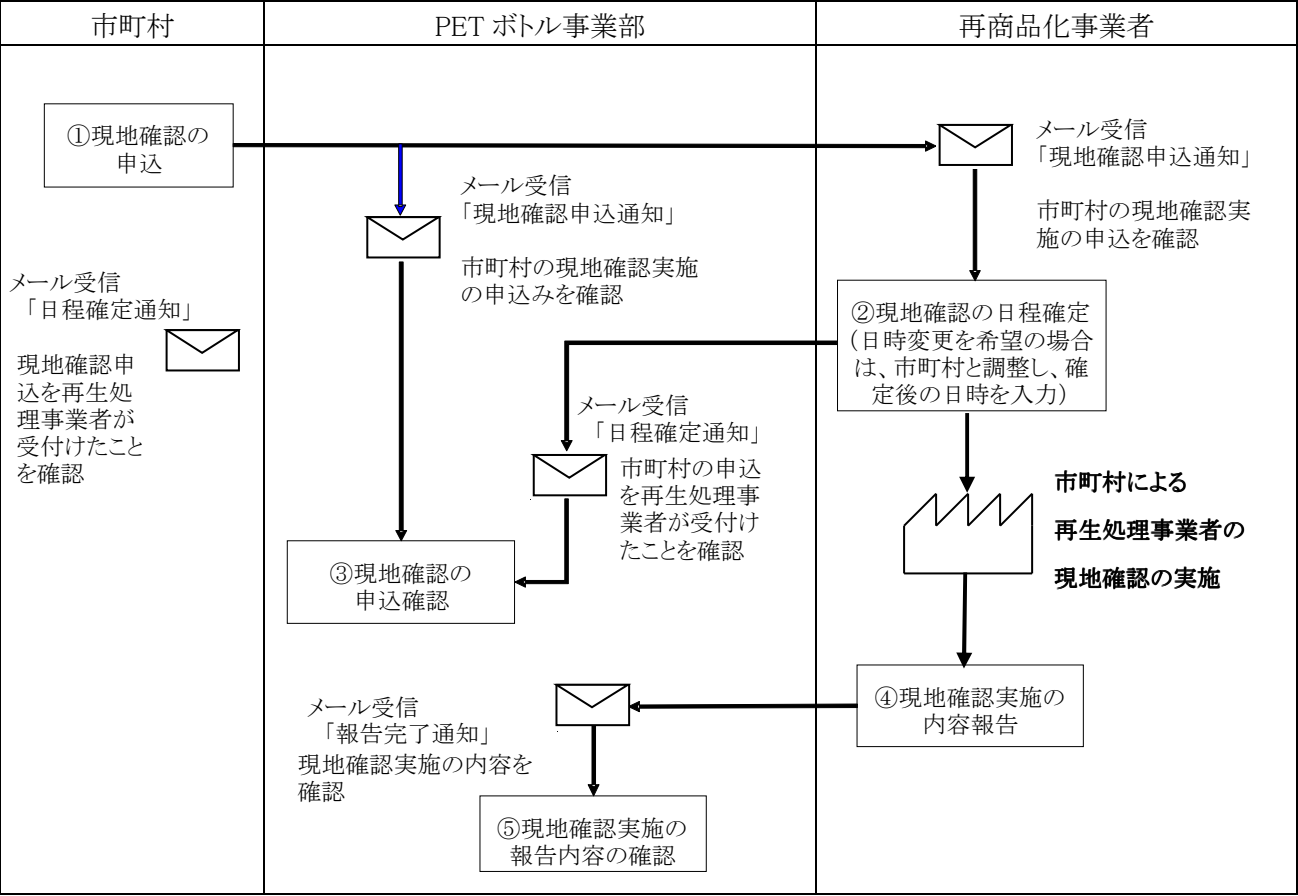 市町村
PET ボトル事業部
再商品化事業者
①現地確認の
申込
メール受信
「現地確認申込通知」
市町村の現地確認実
施の申込を確認
メール受信
「現地確認申込通知」
市町村の現地確認実施
の申込みを確認
メール受信
「日程確定通知」
現地確認申
込を再生処
理事業者が
受付けたこと
を確認
②現地確認の日程確定
（日時変更を希望の場合
は、市町村と調整し、確
定後の日時を入力）
メール受信
「日程確定通知」
市町村の申込
を再生処理事
業者が受付け
たことを確認
市町村による
再生処理事業者の
現地確認の実施
③現地確認の
申込確認
④現地確認実施の
内容報告
メール受信
「報告完了通知」
現地確認実施の内容を
確認
⑤現地確認実施の
報告内容の確認